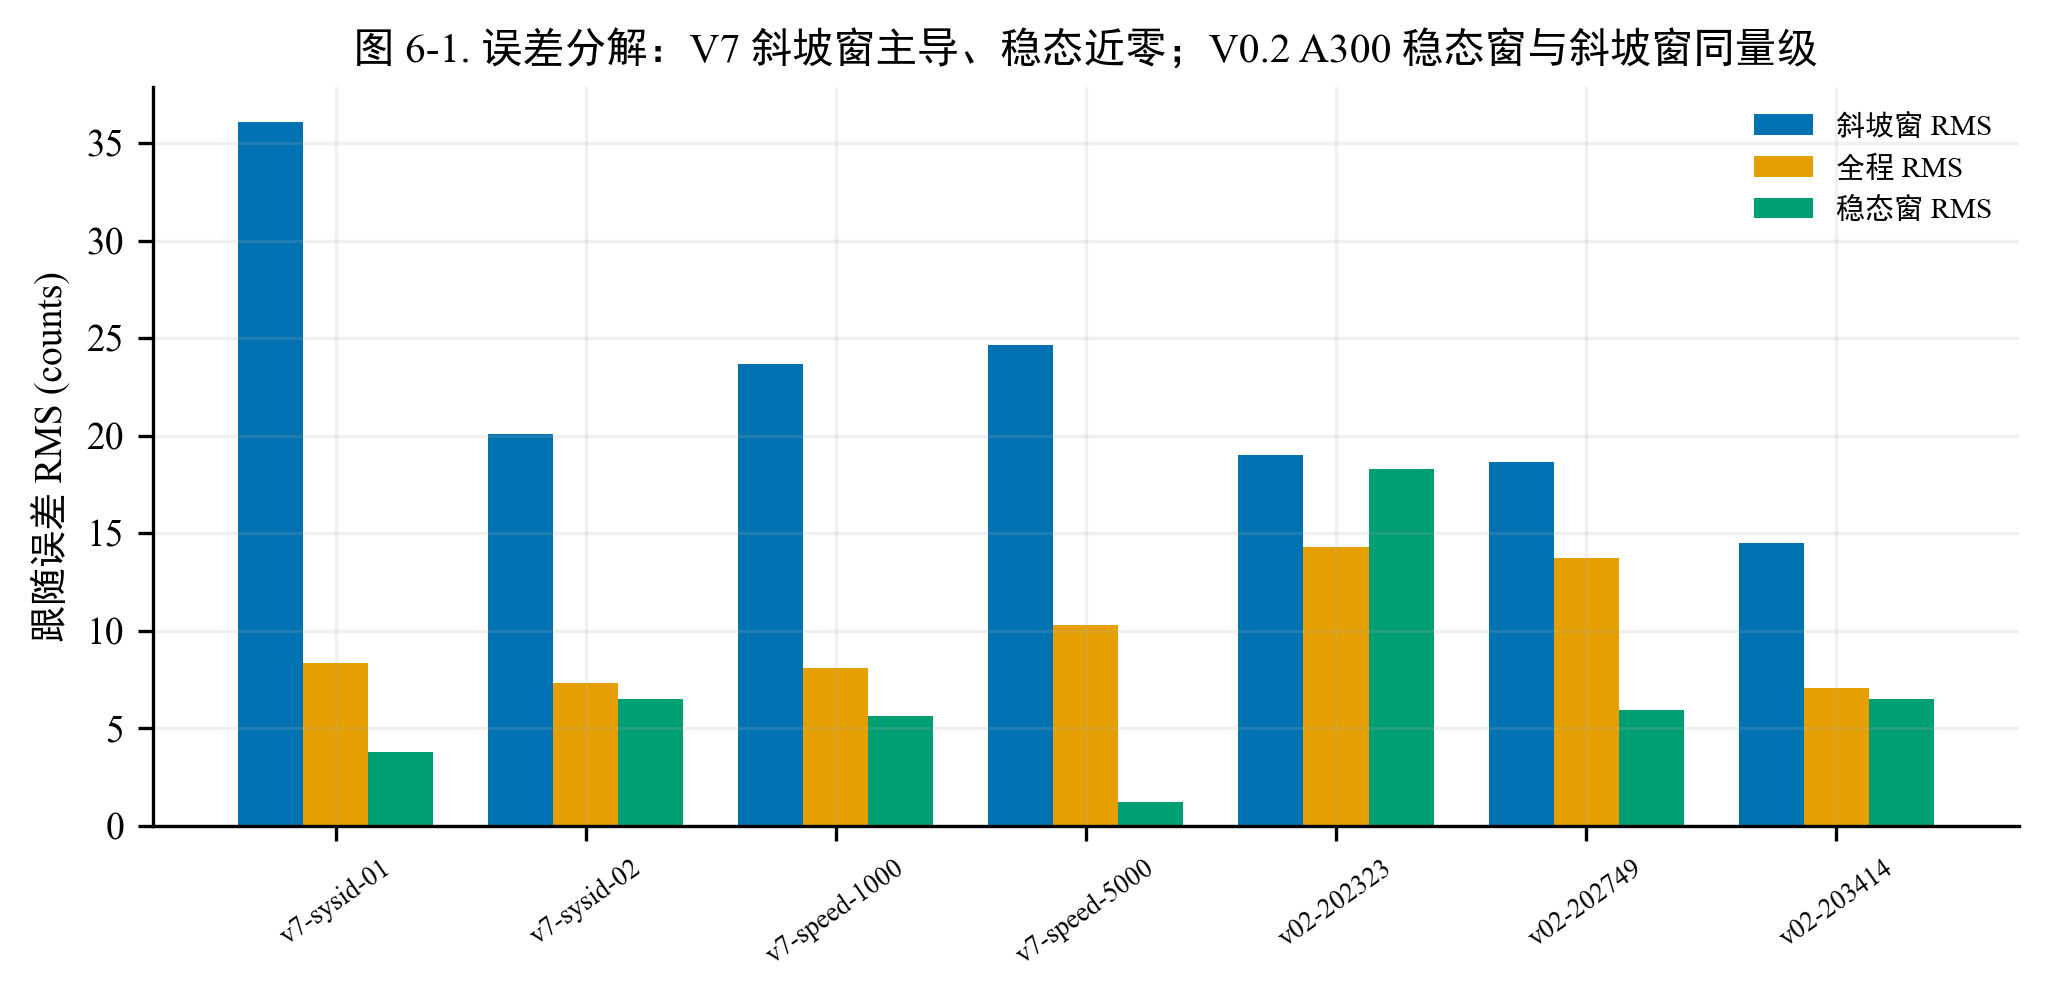 图 6-1. 误差分解：V7 斜坡窗主导、稳态近零；V0.2 A300 稳态窗与斜坡窗同量级
斜坡窗 RMS
全程 RMS
稳态窗 RMS
跟随误差 RMS (counts)
35
30
25
20
15
10
5
0
v7-sysid-01
v7-sysid-02
v7-speed-1000
v7-speed-5000
v02-202323
v02-202749
v02-203414